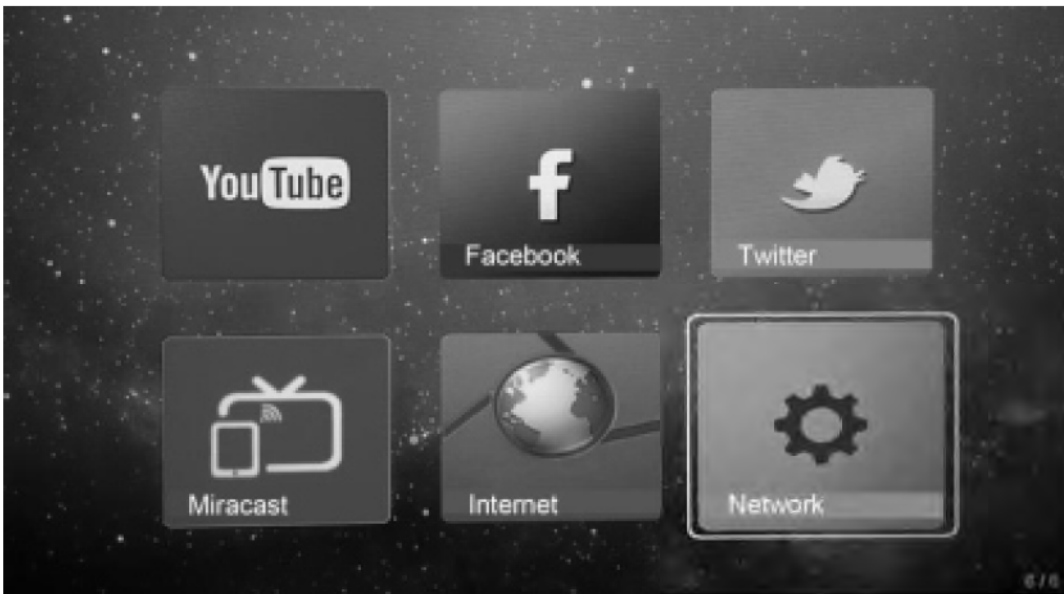 YouTube
Facebook
Twitter
Miracast
Internet
Network
6 / 6